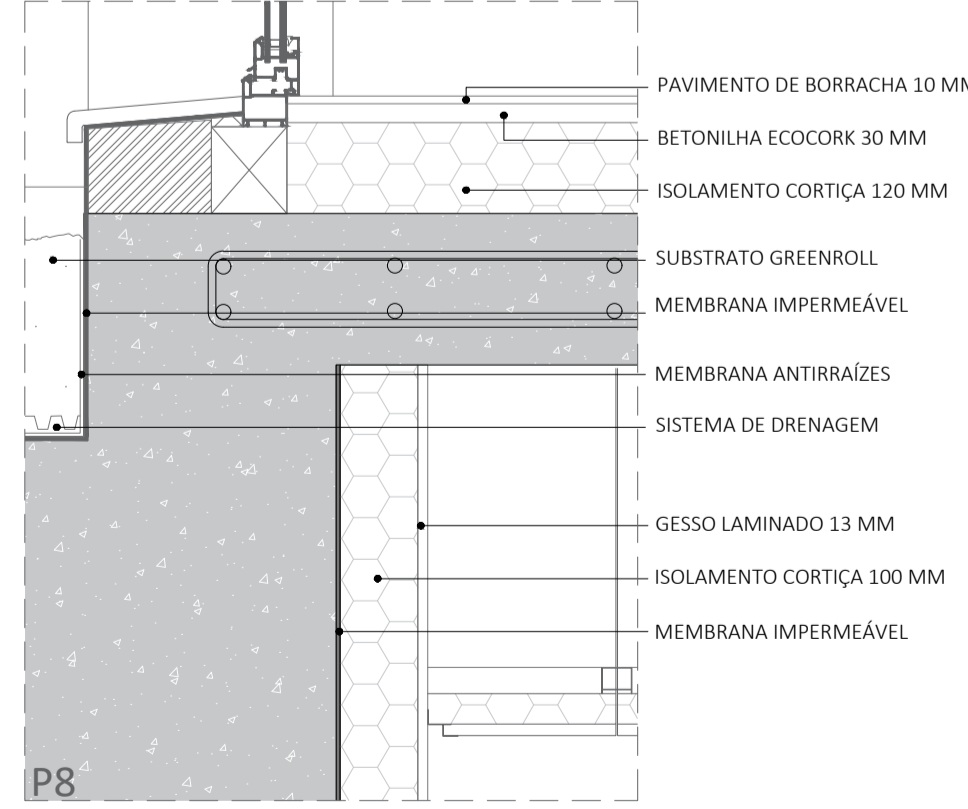 PAVIMENTO DE BORRACHA 10 MM
BETONILHA ECOCORK 30 MM
ISOLAMENTO CORTIÇA 120 MM
SUBSTRATO GREENROLL
MEMBRANA IMPERMEÁVEL
MEMBRANA ANTIRRAÍZES
SISTEMA DE DRENAGEM
GESSO LAMINADO 13 MM
ISOLAMENTO CORTIÇA 100 MM
MEMBRANA IMPERMEÁVEL
P8